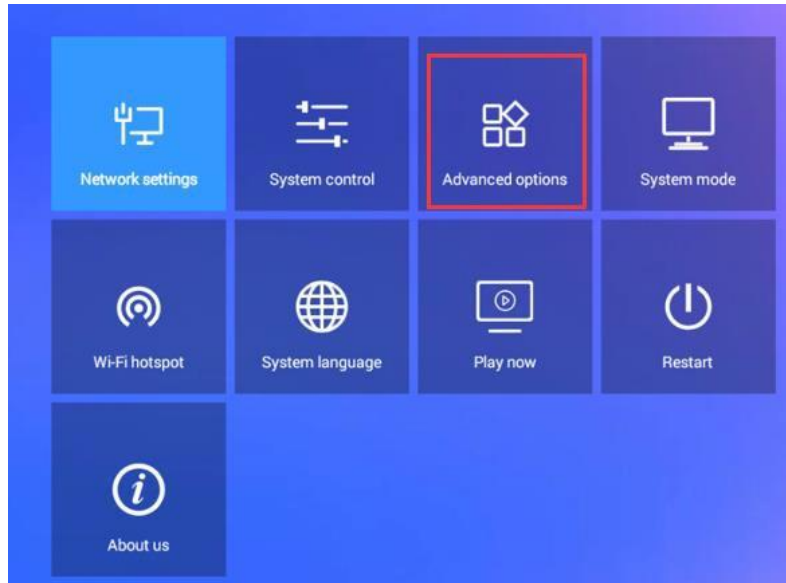 Network settings
System control
Advanced options
System mode
Wi-Fi hotspot
System language
Play now
Restart
About us